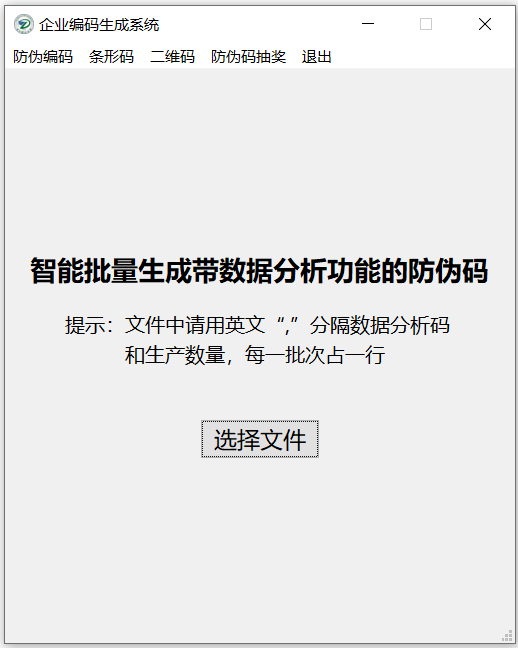 企业编码生成系统
防伪编码 条形码 二维码 防伪码抽奖 退出
智能批量生成带数据分析功能的防伪码
提示：文件中请用英文“,”分隔数据分析码
和生产数量，每一批次占一行
选择文件